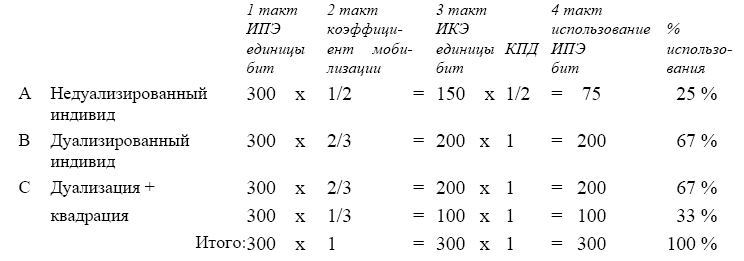 1 такт 2 такт 3 такт 4 такт
ИПЭ коэффици- ИКЭ использование %
единицы ент моби- единицы КПД ИПЭ использо-
бит лизации бит бит вания
А Недуализированный 300 х 1/2 = 150 х 1/2 = 75 25 %
индивид
В Дуализированный 300 х 2/3 = 200 х 1 = 200 67 %
индивид
С Дуализация + 300 х 2/3 = 200 х 1 = 200 67 %
квадрация 300 х 1/3 = 100 х 1 = 100 33 %
Итого: 300 х 1 = 300 х 1 = 300 100 %